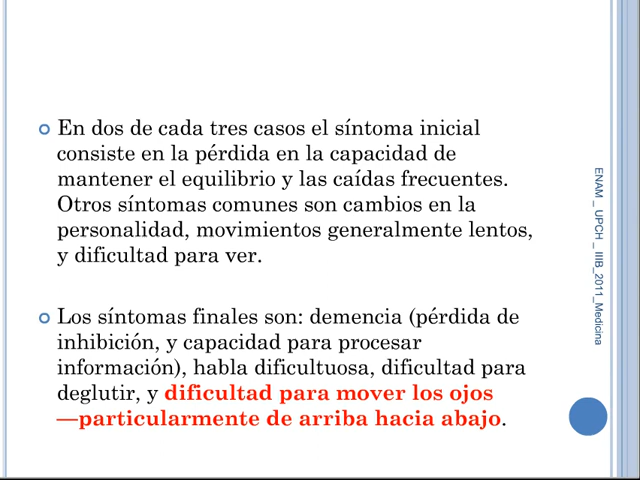 En dos de cada tres casos el síntoma inicial
consiste en la pérdida en la capacidad de
mantener el equilibrio y las caídas frecuentes.
Otros síntomas comunes son cambios en la
personalidad, movimientos generalmente lentos,
y dificultad para ver.
Los síntomas finales son: demencia (pérdida de
inhibición, y capacidad para procesar
información), habla dificultuosa, dificultad para
deglutir, y dificultad para mover los ojos
—particularmente de arriba hacia abajo.
ENAM _ UPCH _ IIIB_2011_Medicina